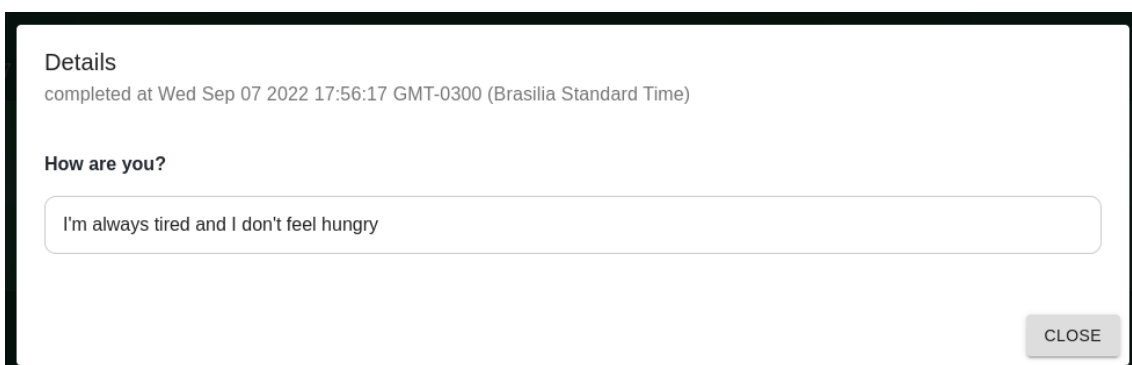 Details
completed at Wed Sep 07 2022 17:56:17 GMT-0300 (Brasilia Standard Time)
How are you?
I'm always tired and I don't feel hungry
CLOSE